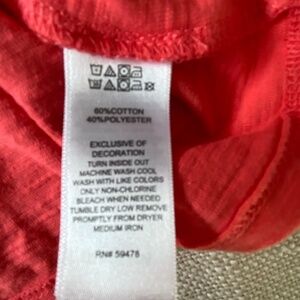 60%COTTON
40%POLYESTER
EXCLUSIVE OF
DECORATION
TURN INSIDE OUT
MACHINE WASH COOL
WASH WITH LIKE COLORS
ONLY NON-CHLORINE
BLEACH WHEN NEEDED
TUMBLE DRY LOW REMOVE
PROMPTLY FROM DRYER
MEDIUM IRON
RN# 59478